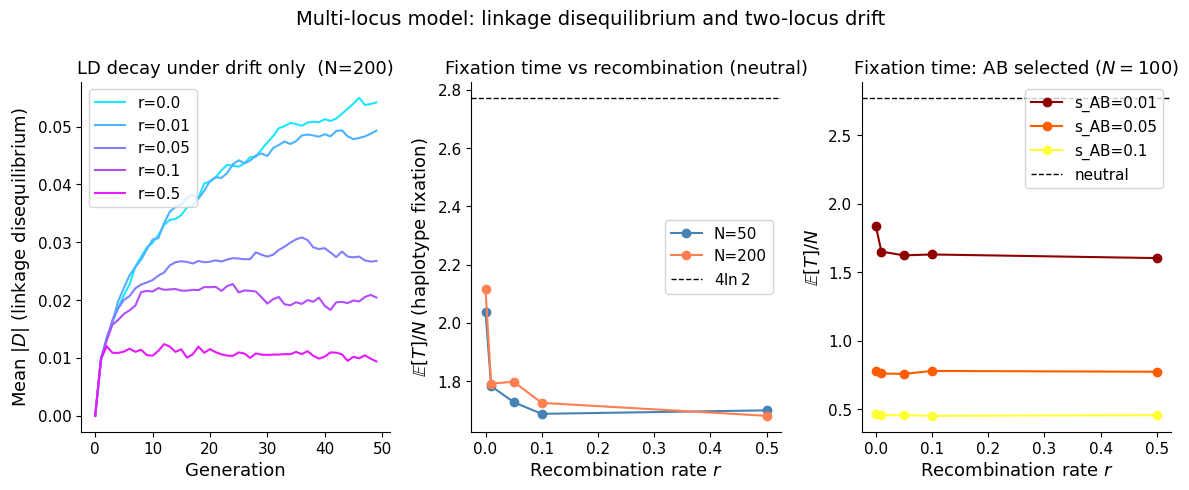 Multi-locus model: linkage disequilibrium and two-locus drift
LD decay under drift only  (N=200)
Mean |D| (linkage disequilibrium)
0.05
0.04
0.03
0.02
0.01
0.00
r=0.0
r=0.01
r=0.05
r=0.1
r=0.5
0 10 20 30 40 50
Generation
Fixation time vs recombination (neutral)
𝔼[T]/N (haplotype fixation)
2.8
2.6
2.4
2.2
2.0
1.8
N=50
N=200
4 ln 2
0.0 0.1 0.2 0.3 0.4 0.5
Recombination rate r
Fixation time: AB selected (N = 100)
𝔼[T]/N
2.5
2.0
1.5
1.0
0.5
s_AB=0.01
s_AB=0.05
s_AB=0.1
neutral
0.0 0.1 0.2 0.3 0.4 0.5
Recombination rate r